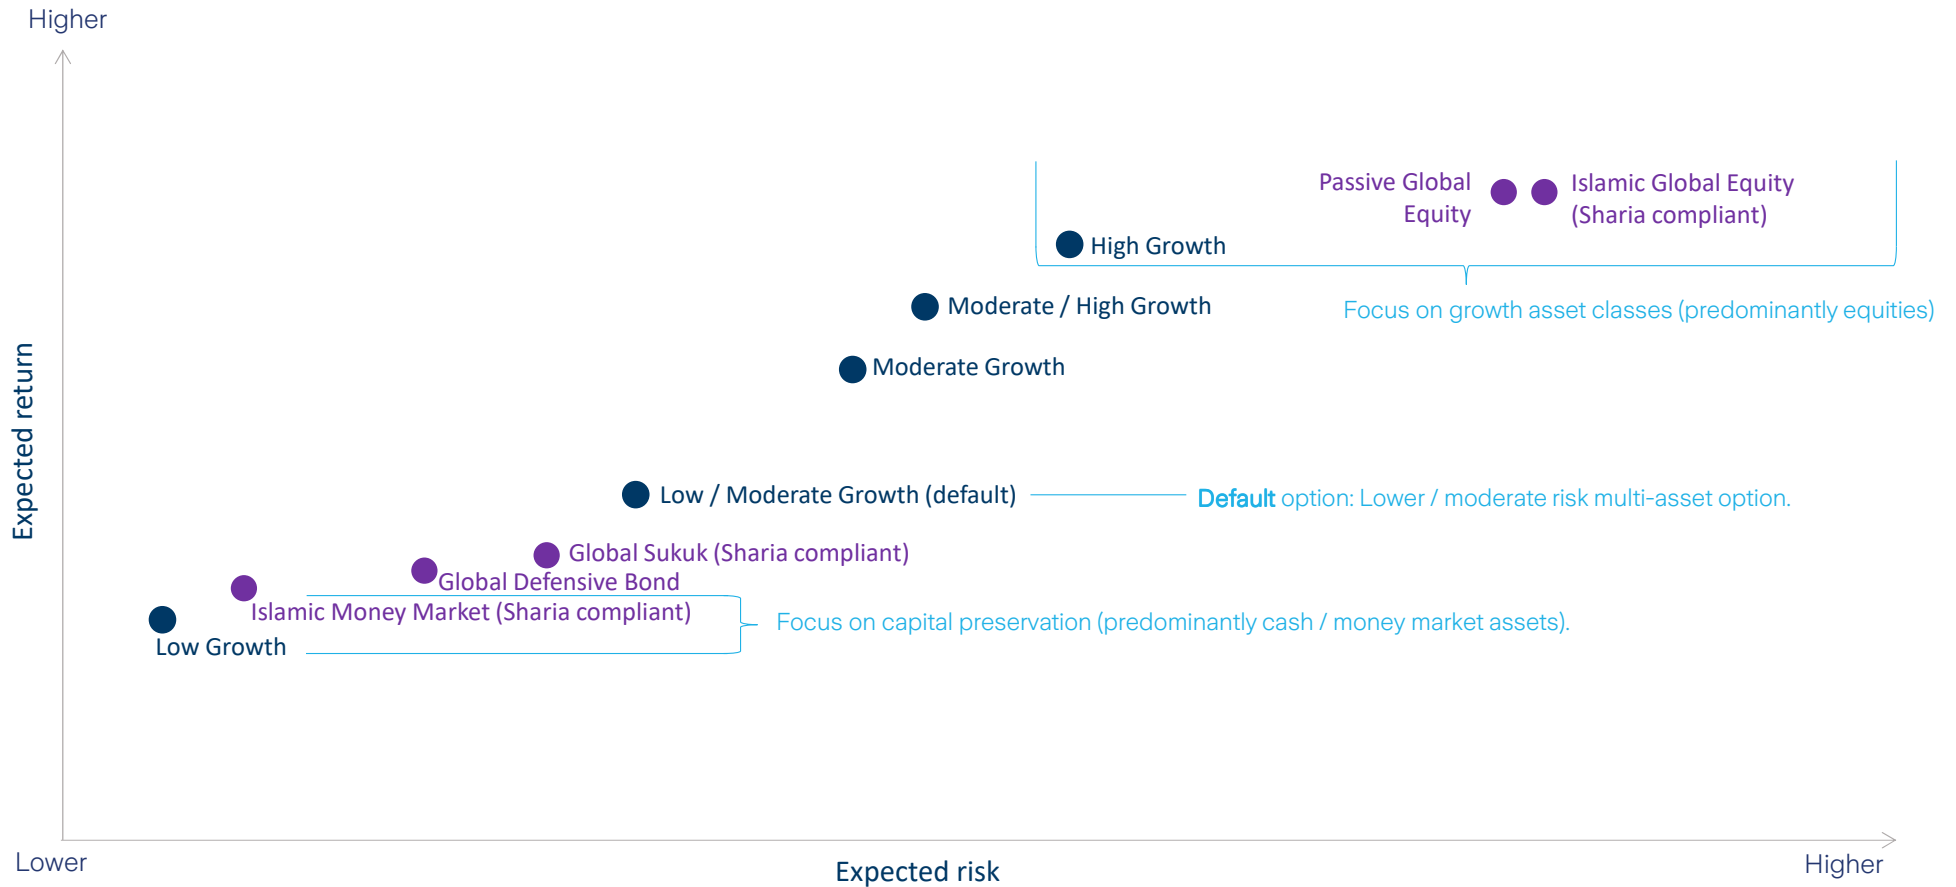 Higher
Passive Global
Equity
Islamic Global Equity
(Sharia compliant)
High Growth
Moderate / High Growth
Focus on growth asset classes (predominantly equities)
Moderate Growth
Expected return
Low / Moderate Growth (default)
Default option: Lower / moderate risk multi-asset option.
Global Sukuk (Sharia compliant)
Global Defensive Bond
Islamic Money Market (Sharia compliant)
Focus on capital preservation (predominantly cash / money market assets).
Low Growth
Lower
Expected risk
Higher